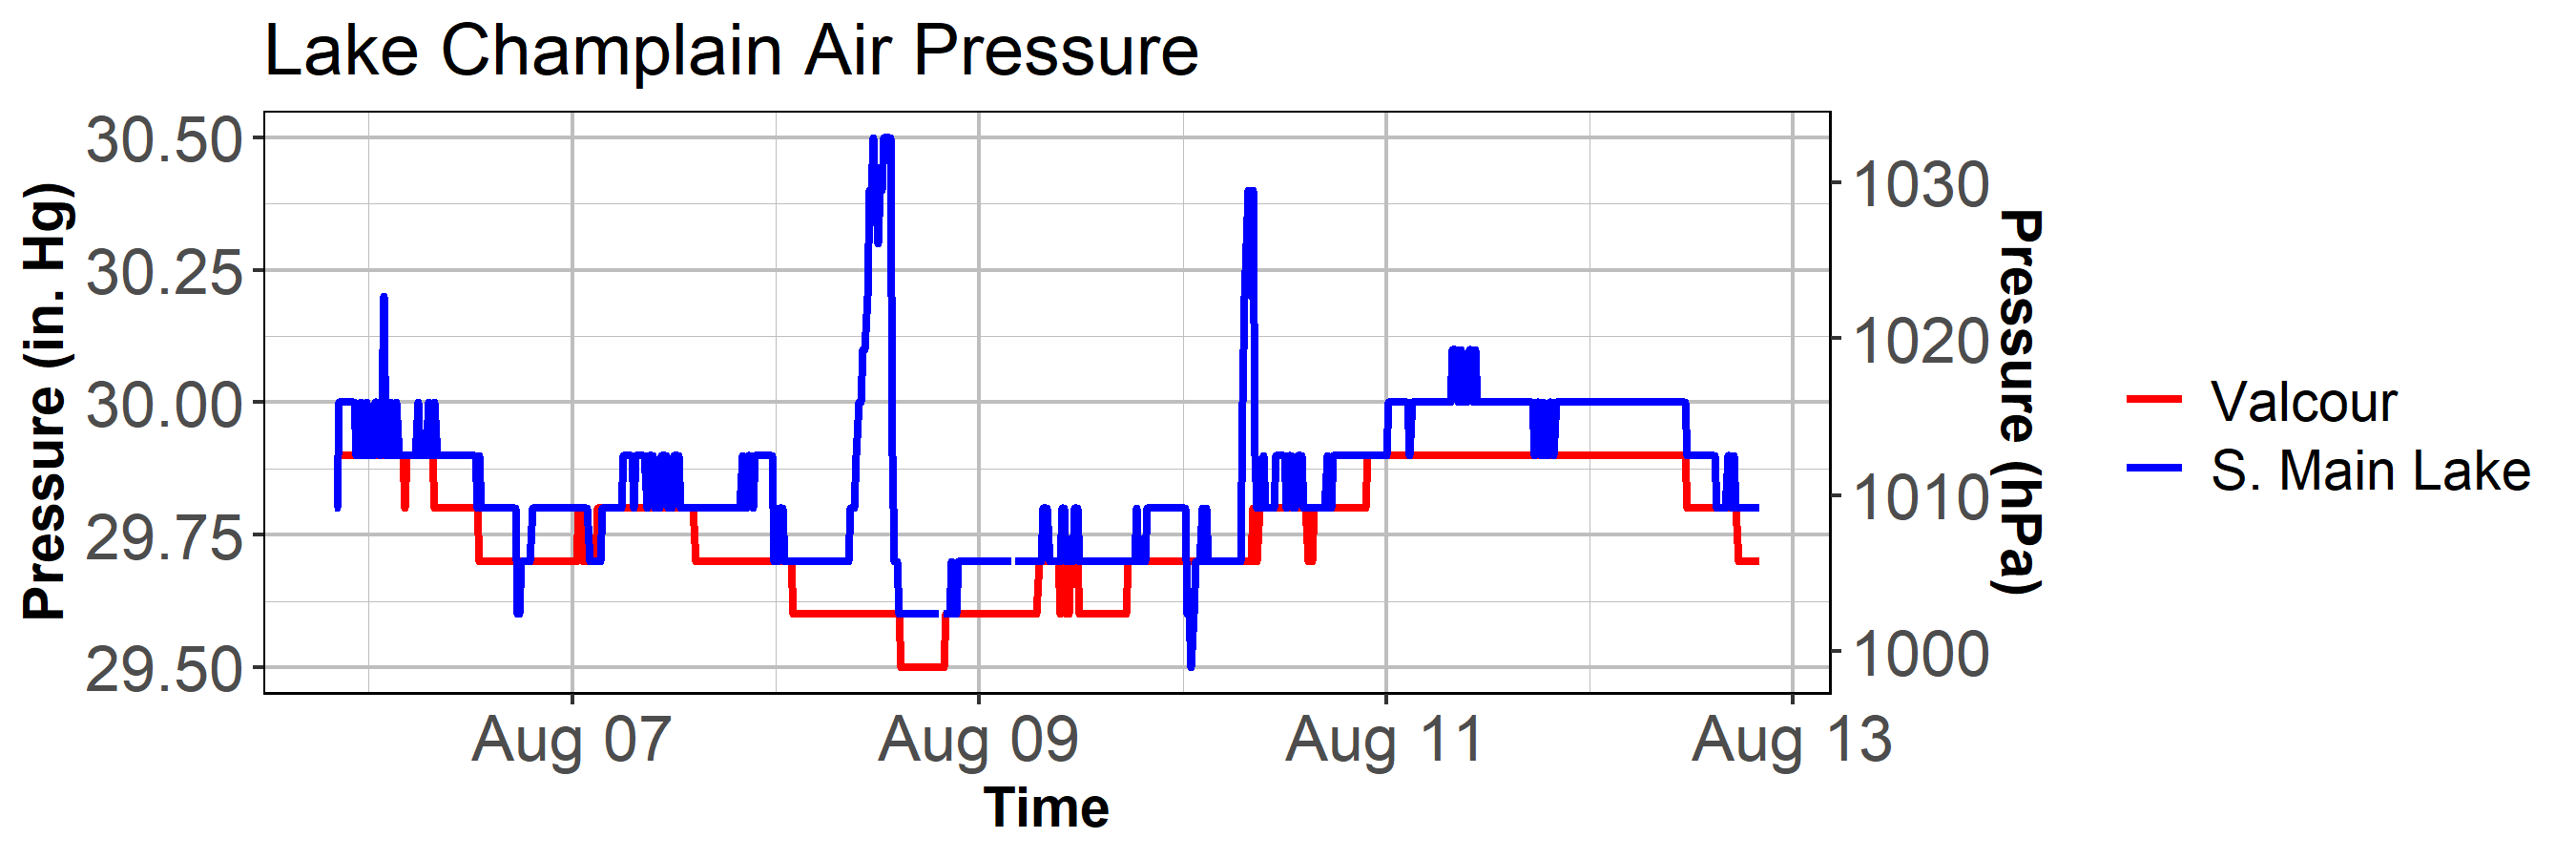 Lake Champlain Air Pressure
Pressure (in. Hg)
30.50
30.25
30.00
29.75
29.50
1030
1020
1010
1000
Pressure (hPa)
Valcour
S. Main Lake
Aug 07 Aug 09 Aug 11 Aug 13
Time